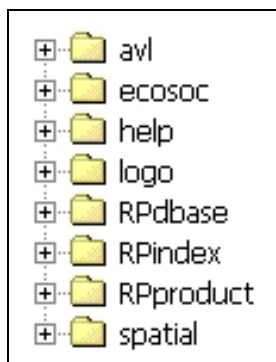 avl
ecosoc
help
logo
RPdbase
RPindex
RPproduct
spatial